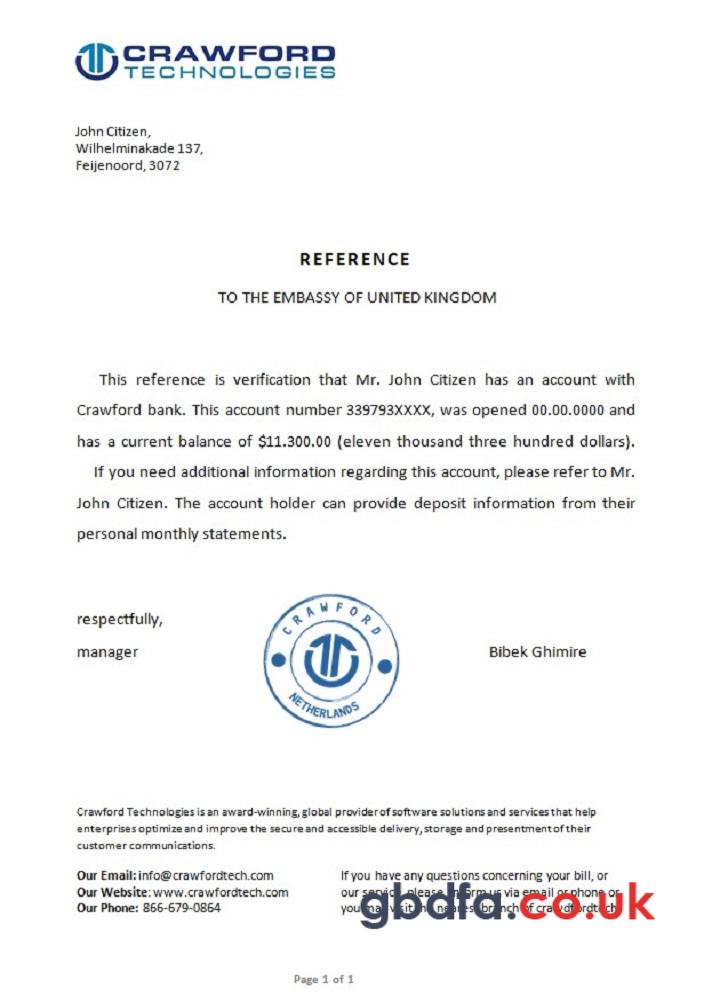 CRAWFORD
TECHNOLOGIES
John Citizen,
Wilhelminakade 137,
Feijenoord, 3072
REFERENCE
TO THE EMBASSY OF UNITED KINGDOM
This reference is verification that Mr. John Citizen has an account with
Crawford bank. This account number 339793XXXX, was opened 00.00.0000 and
has a current balance of $11.300.00 (eleven thousand three hundred dollars).
If you need additional information regarding this account, please refer to Mr.
John Citizen. The account holder can provide deposit information from their
personal monthly statements.
respectfully,
manager
CRAWFORD
NETHERLANDS
Bibek Ghimire
Crawford Technologies is an award-winning, global provider of software solutions and services that help
enterprises optimize and improve the secure and accessible delivery, storage and presentment of their
customer communications.
Our Email: info@crawfordtech.com
Our Website: www.crawfordtech.com
Our Phone: 866-679-0864
If you have any questions concerning your bill, or
our service, please inform us via email or phone or
you may visit the nearest branch of crawdfordtech
gbdfa.co.uk
Page 1 of 1